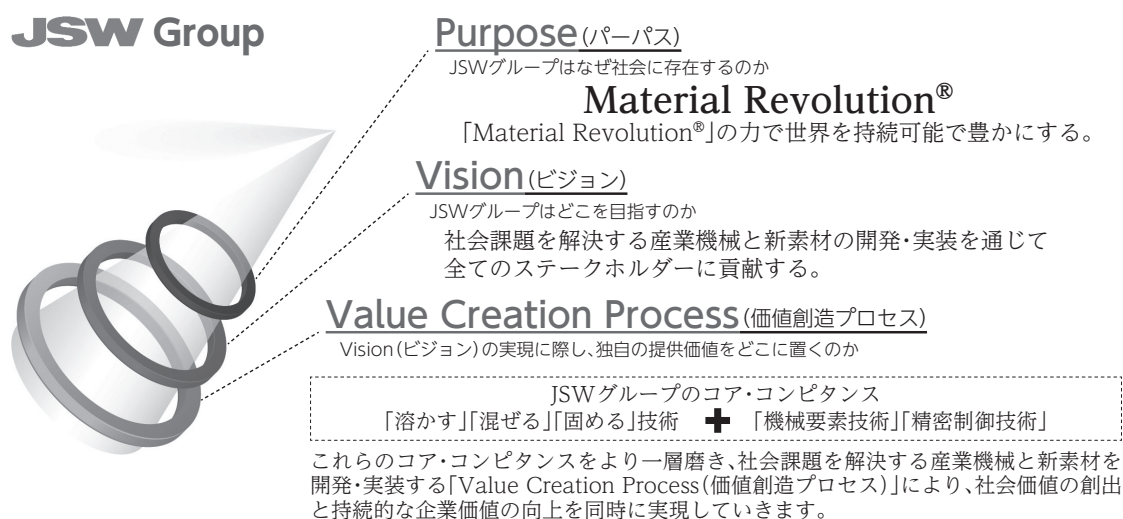 JSW Group
Purpose(パーパス)
JSWグループはなぜ社会に存在するのか
Material Revolution®
「Material Revolution®」の力で世界を持続可能で豊かにする。
Vision(ビジョン)
JSWグループはどこを目指すのか
社会課題を解決する産業機械と新素材の開発・実装を通じて
全てのステークホルダーに貢献する。
Value Creation Process(価値創造プロセス)
Vision(ビジョン)の実現に際し、独自の提供価値をどこに置くのか
JSWグループのコア・コンピタンス
「溶かす」「混ぜる」「固める」技術 ➕ 「機械要素技術」「精密制御技術」
これらのコア・コンピタンスをより一層磨き、社会課題を解決する産業機械と新素材を
開発・実装する「Value Creation Process(価値創造プロセス)」により、社会価値の創出
と持続的な企業価値の向上を同時に実現していきます。